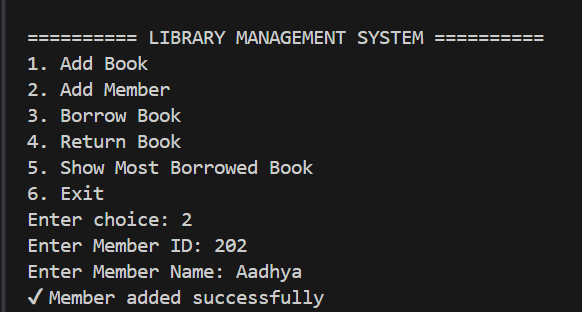 ========== LIBRARY MANAGEMENT SYSTEM ==========
1. Add Book
2. Add Member
3. Borrow Book
4. Return Book
5. Show Most Borrowed Book
6. Exit
Enter choice: 2
Enter Member ID: 202
Enter Member Name: Aadhya
✓ Member added successfully